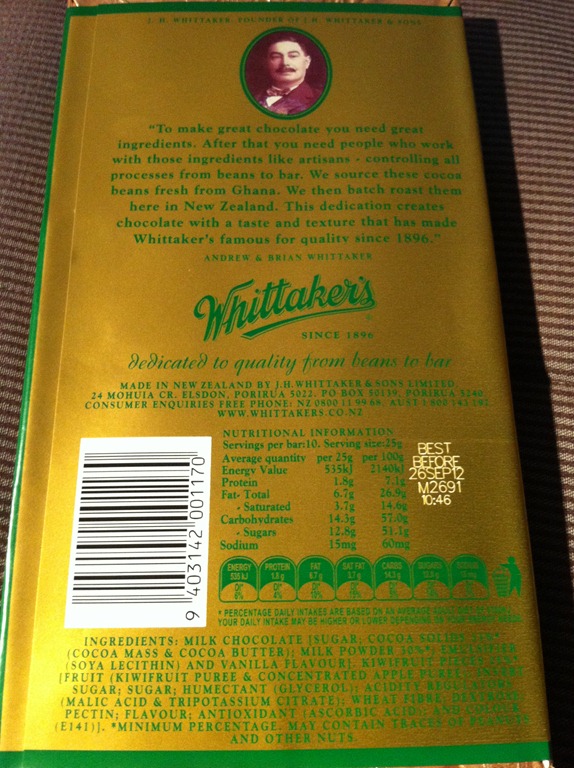 J. H. WHITTAKER, FOUNDER OF J.H. WHITTAKER & SONS
"To make great chocolate you need great
ingredients. After that you need people who work
with those ingredients like artisans - controlling all
processes from beans to bar. We source these cocoa
beans fresh from Ghana. We then batch roast them
here in New Zealand. This dedication creates
chocolate with a taste and texture that has made
Whittaker's famous for quality since 1896."
ANDREW & BRIAN WHITTAKER
Whittaker's
SINCE 1896
dedicated to quality from beans to bar
MADE IN NEW ZEALAND BY J.H. WHITTAKER & SONS LIMITED,
24 MOHUIA CR. ELSDON, PORIRUA 5022. PO BOX 50139, PORIRUA 5240.
CONSUMER ENQUIRIES FREE PHONE: NZ 0800 11 99 68, AUST 1 800 143 292
WWW.WHITTAKERS.CO.NZ
NUTRITIONAL INFORMATION
Servings per bar:10. Serving size:25g
Average quantity per 25g per 100g
Energy Value 535kJ 2140kJ
Protein 1.8g 7.1g
Fat- Total 6.7g 26.9g
- Saturated 3.7g 14.6g
Carbohydrates 14.3g 57.0g
- Sugars 12.8g 51.1g
Sodium 15mg 60mg
BEST
BEFORE
26SEP12
M2691
10:46
9 403142 001170
ENERGY PROTEIN FAT SAT FAT CARBS SUGARS
535 kJ 1.8 g 6.7 g 3.7 g 14.3 g 12.8 g
* PERCENTAGE DAILY INTAKES ARE BASED ON AN AVERAGE
YOUR DAILY INTAKE MAY BE HIGHER OR LOWER DEPENDING ON
INGREDIENTS: MILK CHOCOLATE [SUGAR; COCOA SOLIDS
(COCOA MASS & COCOA BUTTER); MILK POWDER 30%*; EMULSIFIER
(SOYA LECITHIN) AND VANILLA FLAVOUR]. KIWIFRUIT PIECES
[FRUIT (KIWIFRUIT PUREE & CONCENTRATED APPLE PUREE);
SUGAR; SUGAR; HUMECTANT (GLYCEROL); ACIDITY REGULATORS
(MALIC ACID & TRIPOTASSIUM CITRATE); WHEAT FIBRE; DEXTROSE;
PECTIN; FLAVOUR; ANTIOXIDANT (ASCORBIC ACID); AND COLOUR
(E141)]. *MINIMUM PERCENTAGE. MAY CONTAIN TRACES OF PEANUTS
AND OTHER NUTS.